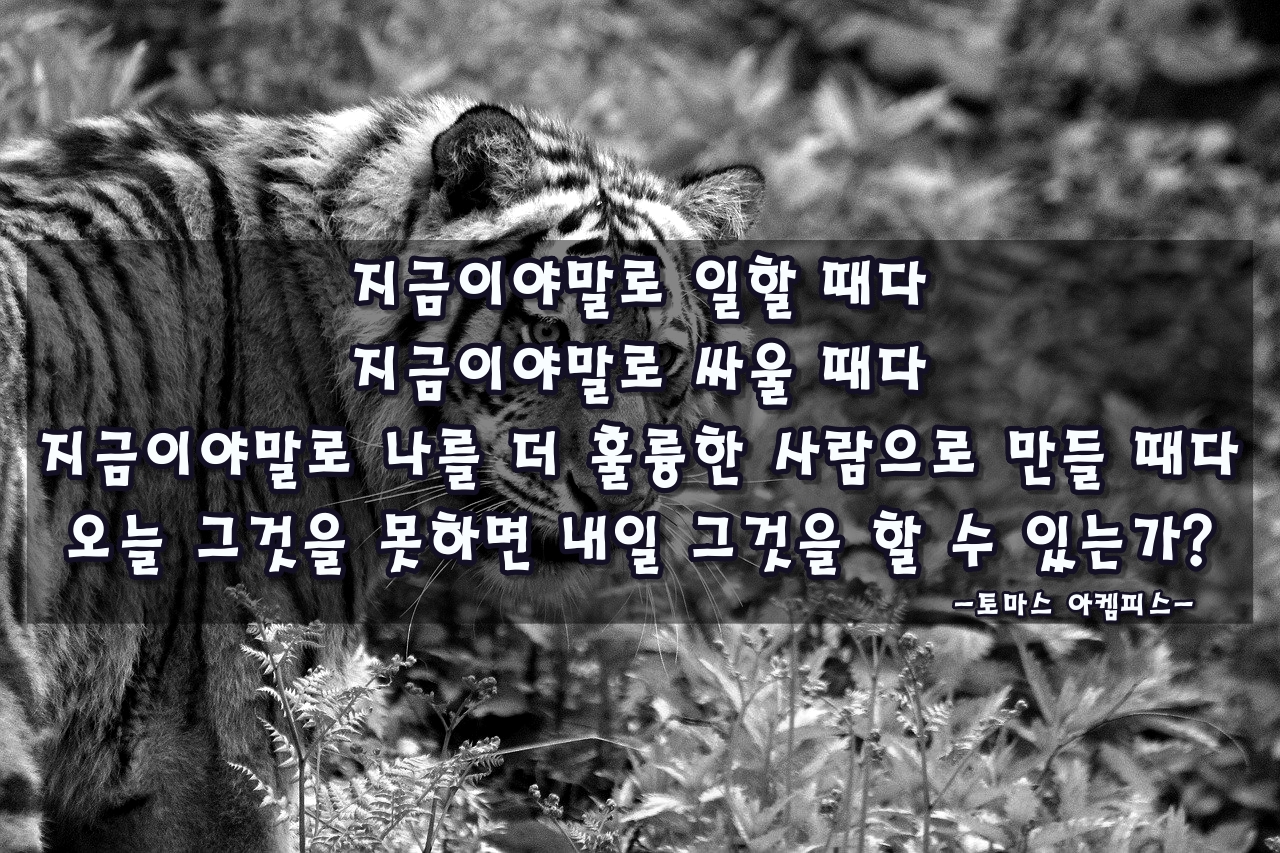 지금이야말로 일할 때다
지금이야말로 싸울 때다
지금이야말로 나를 더 훌륭한 사람으로 만들 때다
오늘 그것을 못하면 내일 그것을 할 수 있는가?
-토마스 아켐피스-